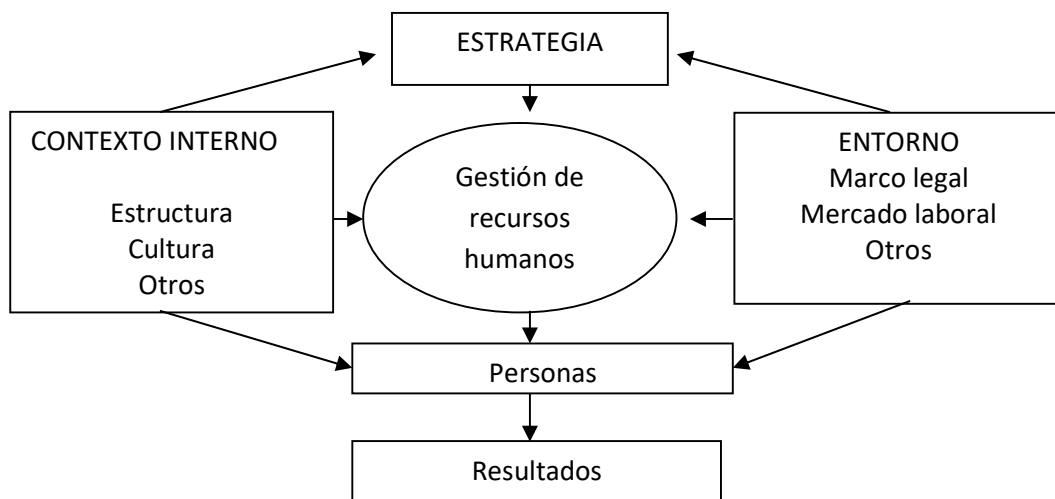 ESTRATEGIA
CONTEXTO INTERNO
Estructura
Cultura
Otros
Gestión de
recursos
humanos
ENTORNO
Marco legal
Mercado laboral
Otros
Personas
Resultados